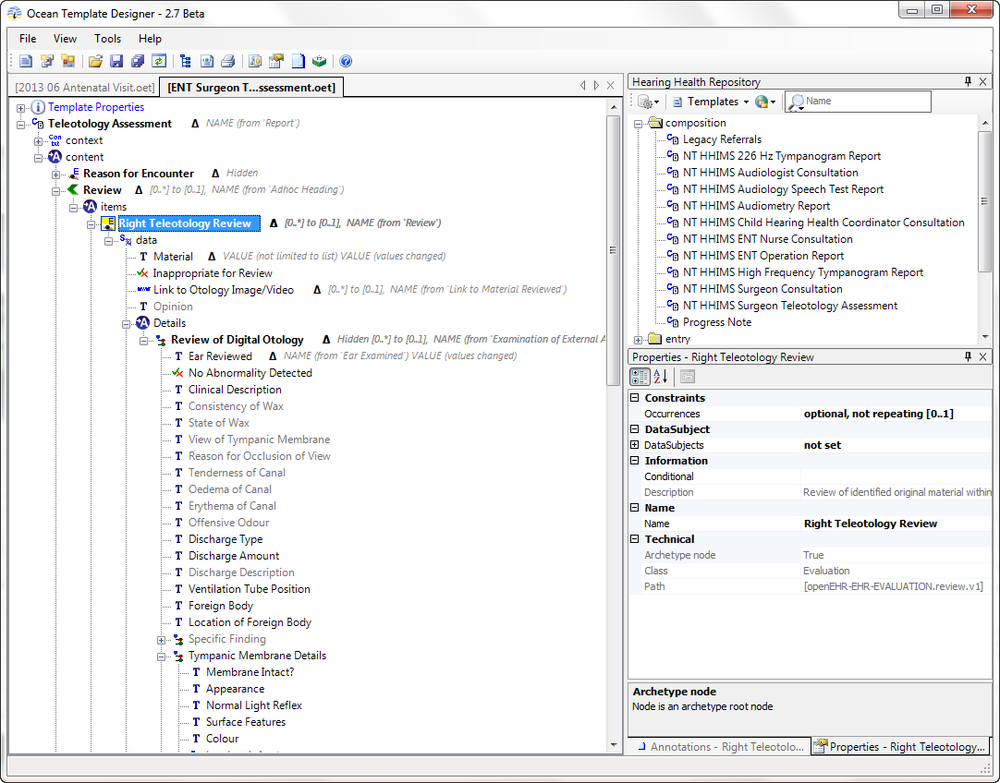 Ocean Template Designer - 2.7 Beta
File View Tools Help
[2013 06 Antenatal Visit.oet] [ENT Surgeon T...ssessment.oet]
Template Properties
Teleotology Assessment Δ NAME (from 'Report')
Con txt context
content
Reason for Encounter Δ Hidden
Review Δ [0..*] to [0..1], NAME (from 'Adhoc Heading')
items
Right Teleotology Review Δ [0..*] to [0..1], NAME (from 'Review')
data
T Material Δ VALUE (not limited to list) VALUE (values changed)
Inappropriate for Review
Link to Otology Image/Video Δ [0..*] to [0..1], NAME (from 'Link to Material Reviewed')
T Opinion
Details
Review of Digital Otology Δ Hidden [0..*] to [0..1], NAME (from 'Examination of External A
T Ear Reviewed Δ NAME (from 'Ear Examined') VALUE (values changed)
No Abnormality Detected
T Clinical Description
T Consistency of Wax
T State of Wax
T View of Tympanic Membrane
T Reason for Occlusion of View
T Tenderness of Canal
T Oedema of Canal
T Erythema of Canal
T Offensive Odour
T Discharge Type
T Discharge Amount
T Discharge Description
T Ventilation Tube Position
T Foreign Body
T Location of Foreign Body
Specific Finding
Tympanic Membrane Details
T Membrane Intact?
T Appearance
T Normal Light Reflex
T Surface Features
T Colour
Hearing Health Repository
Templates Name
composition
Legacy Referrals
NT HHIMS 226 Hz Tympanogram Report
NT HHIMS Audiologist Consultation
NT HHIMS Audiology Speech Test Report
NT HHIMS Audiometry Report
NT HHIMS Child Hearing Health Coordinator Consultation
NT HHIMS ENT Nurse Consultation
NT HHIMS ENT Operation Report
NT HHIMS High Frequency Tympanogram Report
NT HHIMS Surgeon Consultation
NT HHIMS Surgeon Teleotology Assessment
Progress Note
entry
Properties - Right Teleotology Review
Constraints
Occurrences optional, not repeating [0..1]
DataSubject
DataSubjects not set
Information
Conditional
Description Review of identified original material within
Name
Name Right Teleotology Review
Technical
Archetype node True
Class Evaluation
Path [openEHR-EHR-EVALUATION.review.v1]
Archetype node
Node is an archetype root node
Annotations - Right Teleotolo... Properties - Right Teleotology...